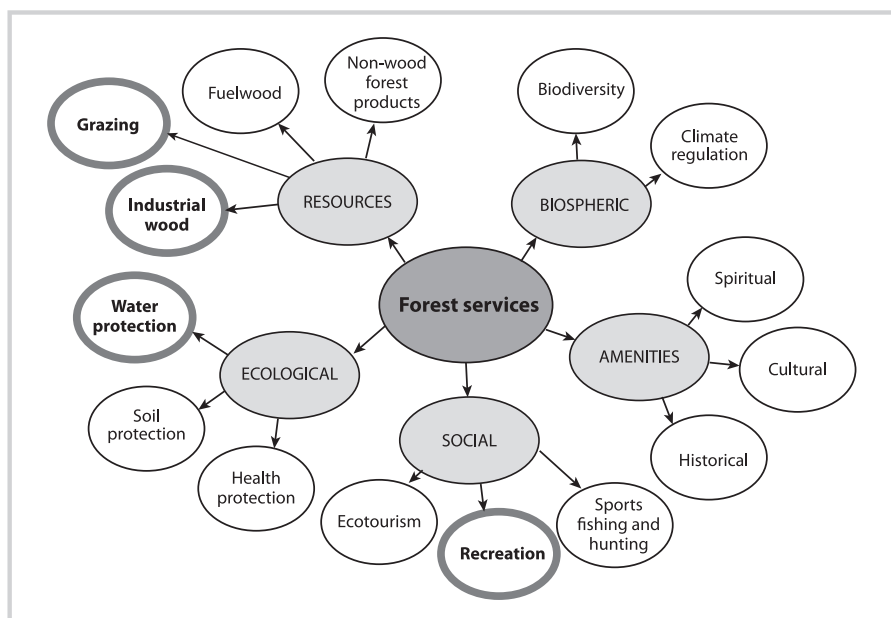 Non-wood
forest
products
Fuelwood
Biodiversity
Grazing
Climate
regulation
Industrial
wood
RESOURCES
BIOSPHERIC
Forest services
Spiritual
Water
protection
AMENITIES
Cultural
ECOLOGICAL
Soil
protection
SOCIAL
Historical
Health
protection
Ecotourism
Recreation
Sports
fishing and
hunting